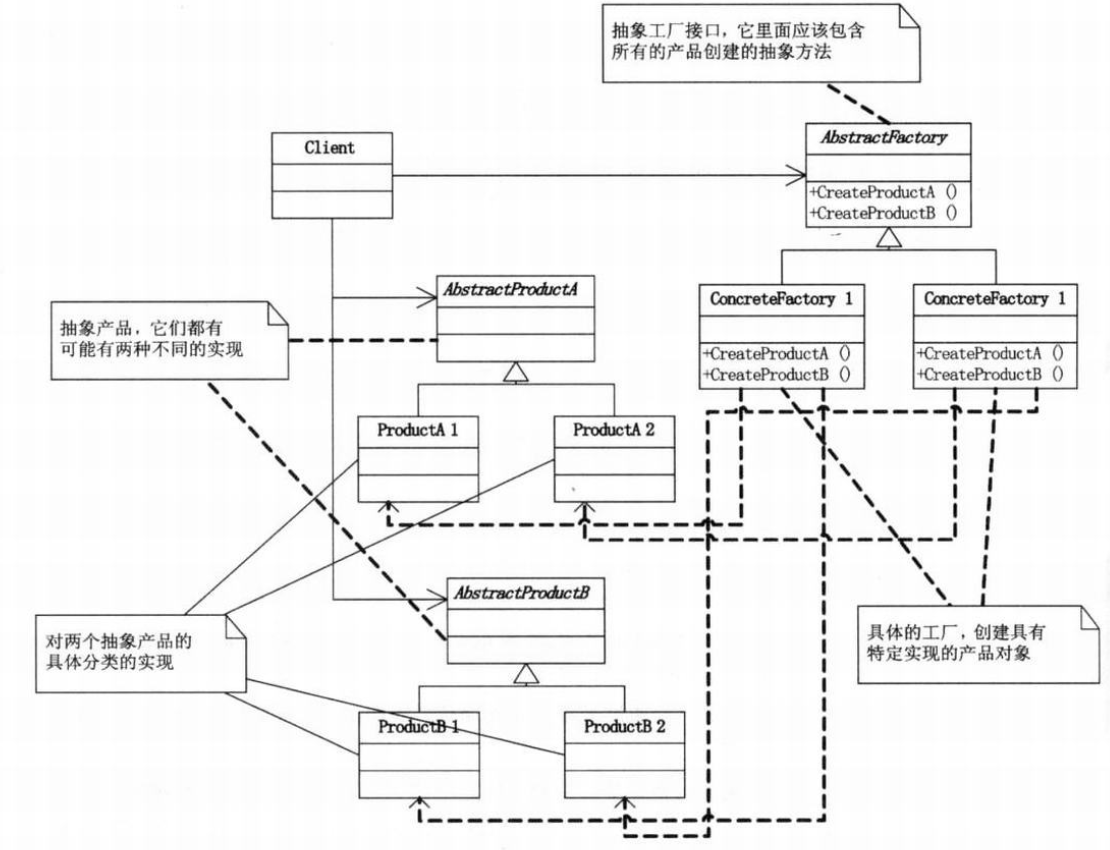 抽象工厂接口，它里面应该包含
所有的产品创建的抽象方法
Client
AbstractFactory
+CreateProductA ()
+CreateProductB ()
AbstractProductA
ConcreteFactory 1
+CreateProductA ()
+CreateProductB ()
ConcreteFactory 1
+CreateProductA ()
+CreateProductB ()
抽象产品，它们都有
可能有两种不同的实现
ProductA 1
ProductA 2
AbstractProductB
对两个抽象产品的
具体分类的实现
具体的工厂，创建具有
特定实现的产品对象
ProductB 1
ProductB 2